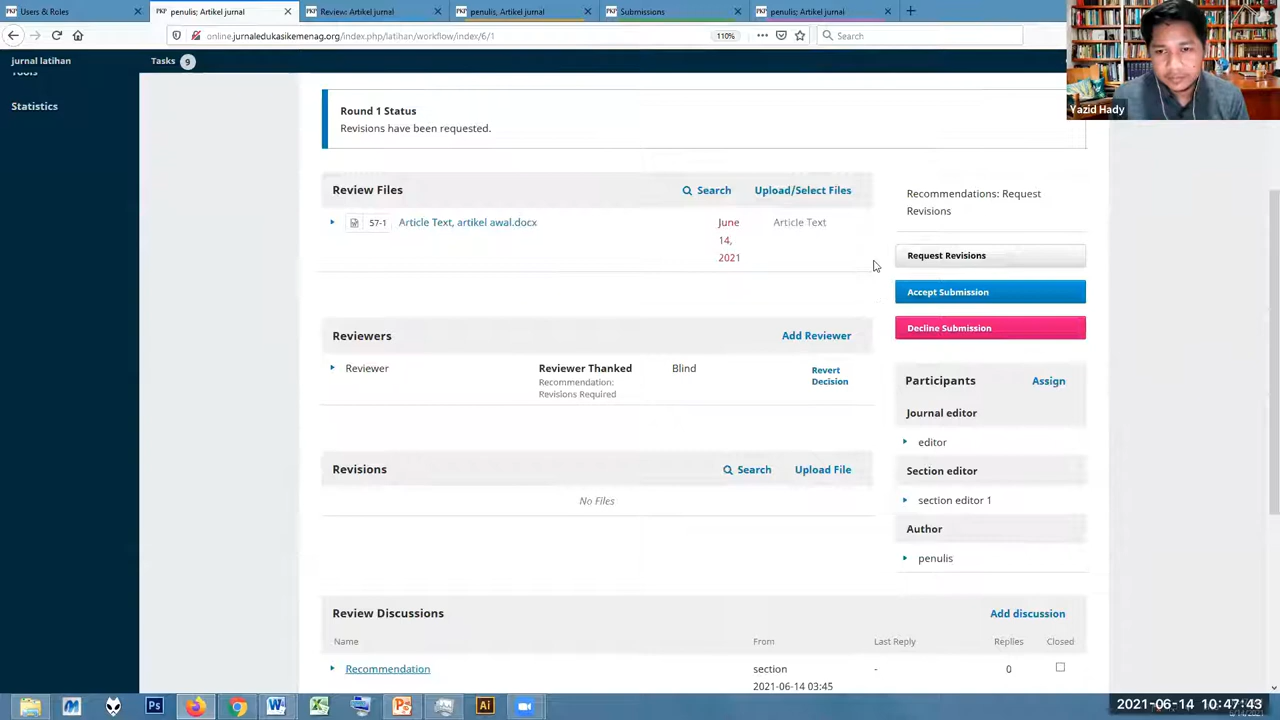 Users & Roles
penulis; Artikel jurnal
Review: Artikel jurnal
penulis, Artikel jurnal
Submissions
penulis; Artikel jurnal
online.jurnaledukasikemenag.org/index.php/latihan/workflow/index/6/1
110%
Search
jurnal latihan
Tasks 9
Tools
Statistics
Yazid Hady
Round 1 Status
Revisions have been requested.
Review Files
Search
Upload/Select Files
57-1
Article Text, artikel awal.docx
June
14,
2021
Article Text
Recommendations: Request
Revisions
Request Revisions
Accept Submission
Decline Submission
Reviewers
Add Reviewer
Reviewer
Reviewer Thanked
Recommendation:
Revisions Required
Blind
Revert
Decision
Participants
Assign
Journal editor
editor
Section editor
section editor 1
Author
penulis
Revisions
Search
Upload File
No Files
Review Discussions
Add discussion
Name
From
Last Reply
Replies
Closed
Recommendation
section
2021-06-14 03:45
-
0
2021-06-14 10:47:43